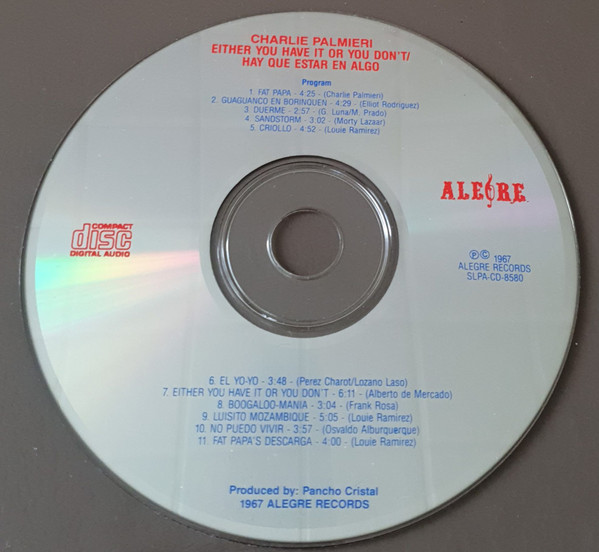 CHARLIE PALMIERI
EITHER YOU HAVE IT OR YOU DON'T/
HAY QUE ESTAR EN ALGO
Program
1. FAT PAPA - 4:25 - (Charlie Palmieri)
2. GUAGUANCO EN BORINQUEN - 4:29 - (Elliot Rodriguez)
3. DUERME - 2:57 - (G. Luna/M. Prado)
4. SANDSTORM - 3:02 - (Morty Lazaar)
5. CRIOLLO - 4:52 - (Louie Ramirez)
ALEGRE
COMPACT
disc
DIGITAL AUDIO
℗ © 1967
ALEGRE RECORDS
SLPA-CD-8580
6. EL YO-YO - 3:48 - (Perez Charot/Lozano Laso)
7. EITHER YOU HAVE IT OR YOU DON'T - 6:11 - (Alberto de Mercado)
8. BOOGALOO-MANIA - 3:04 - (Frank Rosa)
9. LUISITO MOZAMBIQUE - 5:05 - (Louie Ramirez)
10. NO PUEDO VIVIR - 3:57 - (Osvaldo Alburquerque)
11. FAT PAPA'S DESCARGA - 4:00 - (Louie Ramirez)
Produced by: Pancho Cristal
1967 ALEGRE RECORDS